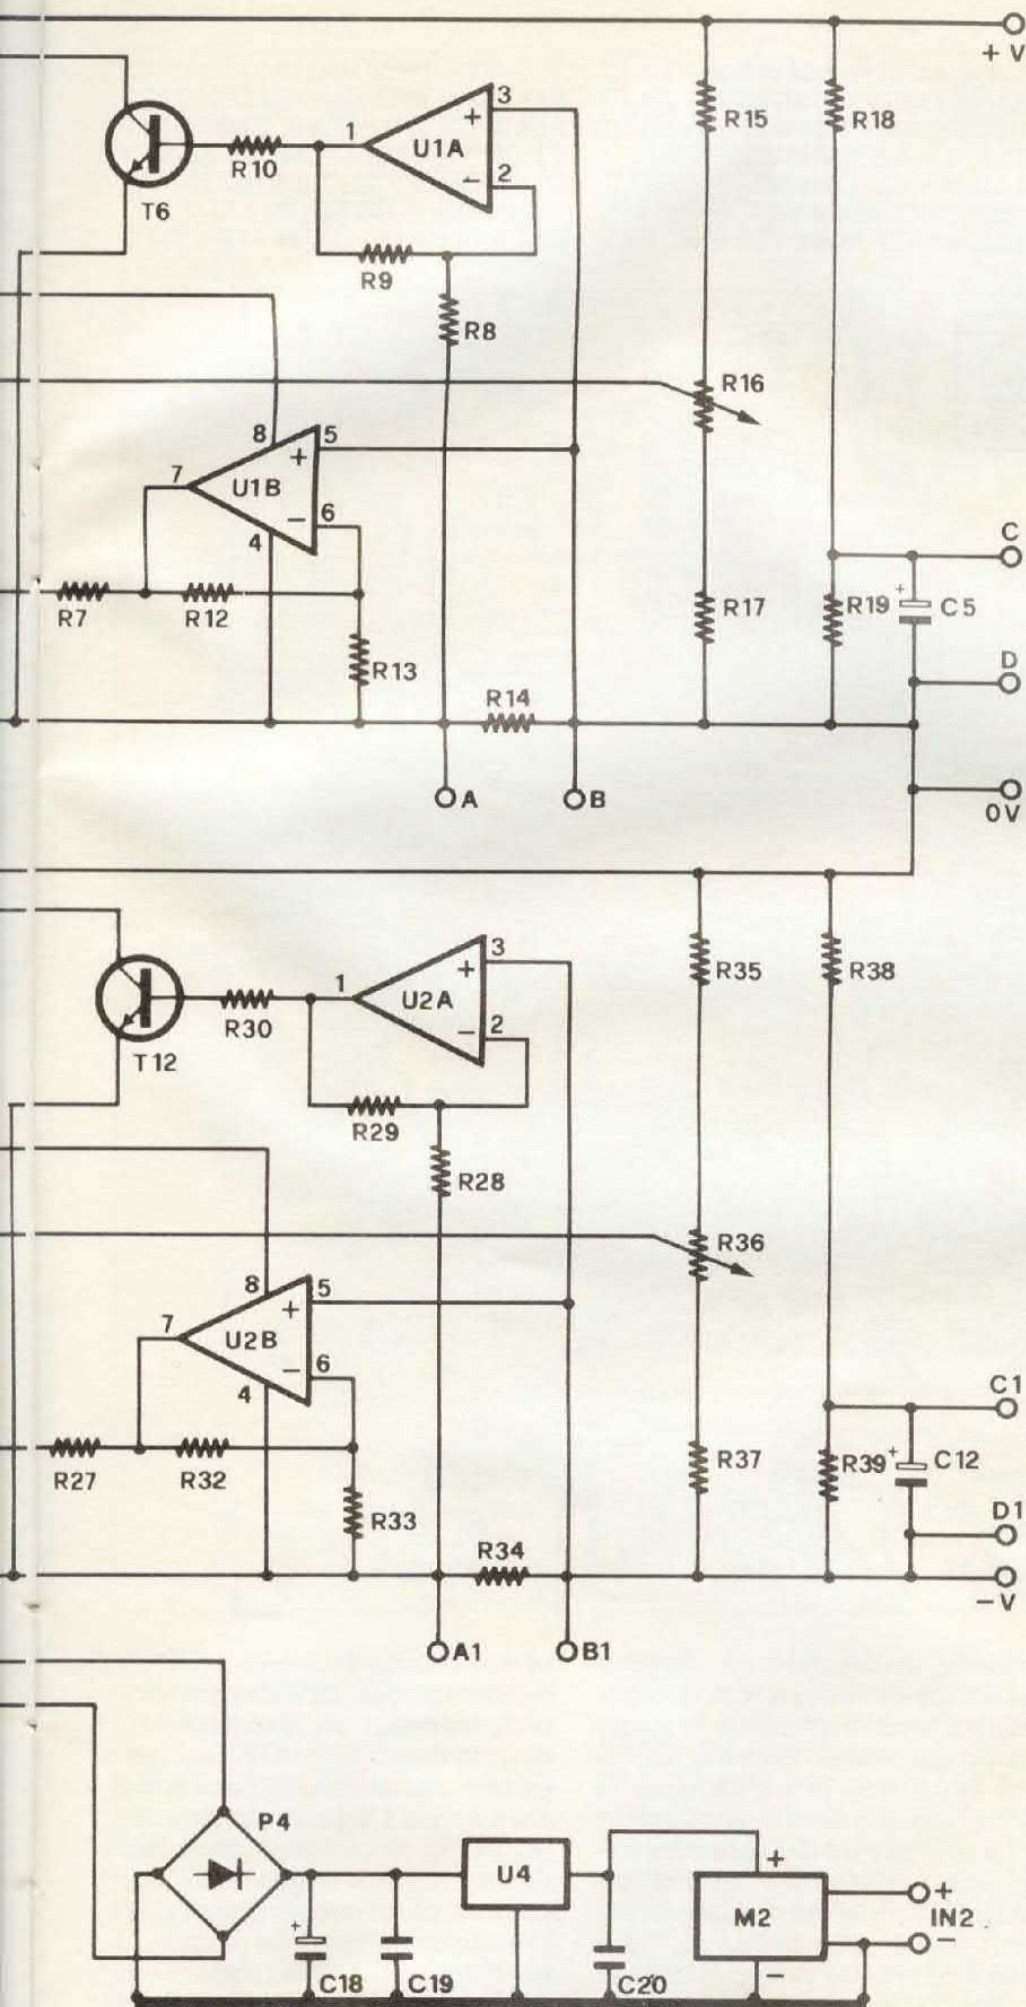 + V
3
+
1
U1A
R15
R18
R10
2
−
T6
R9
R8
R16
8
5
+
7
U1B
6
−
4
C
R7
R12
R17
R19
+
C5
R13
D
R14
A
B
0V
3
+
1
U2A
R35
R38
R30
2
−
T12
R29
R28
R36
8
5
+
7
U2B
6
−
4
C1
R27
R32
R37
R39
+
C12
R33
D1
R34
−V
A1
B1
P4
U4
+
M2
+
IN2
−
+
C18
C19
C20
−